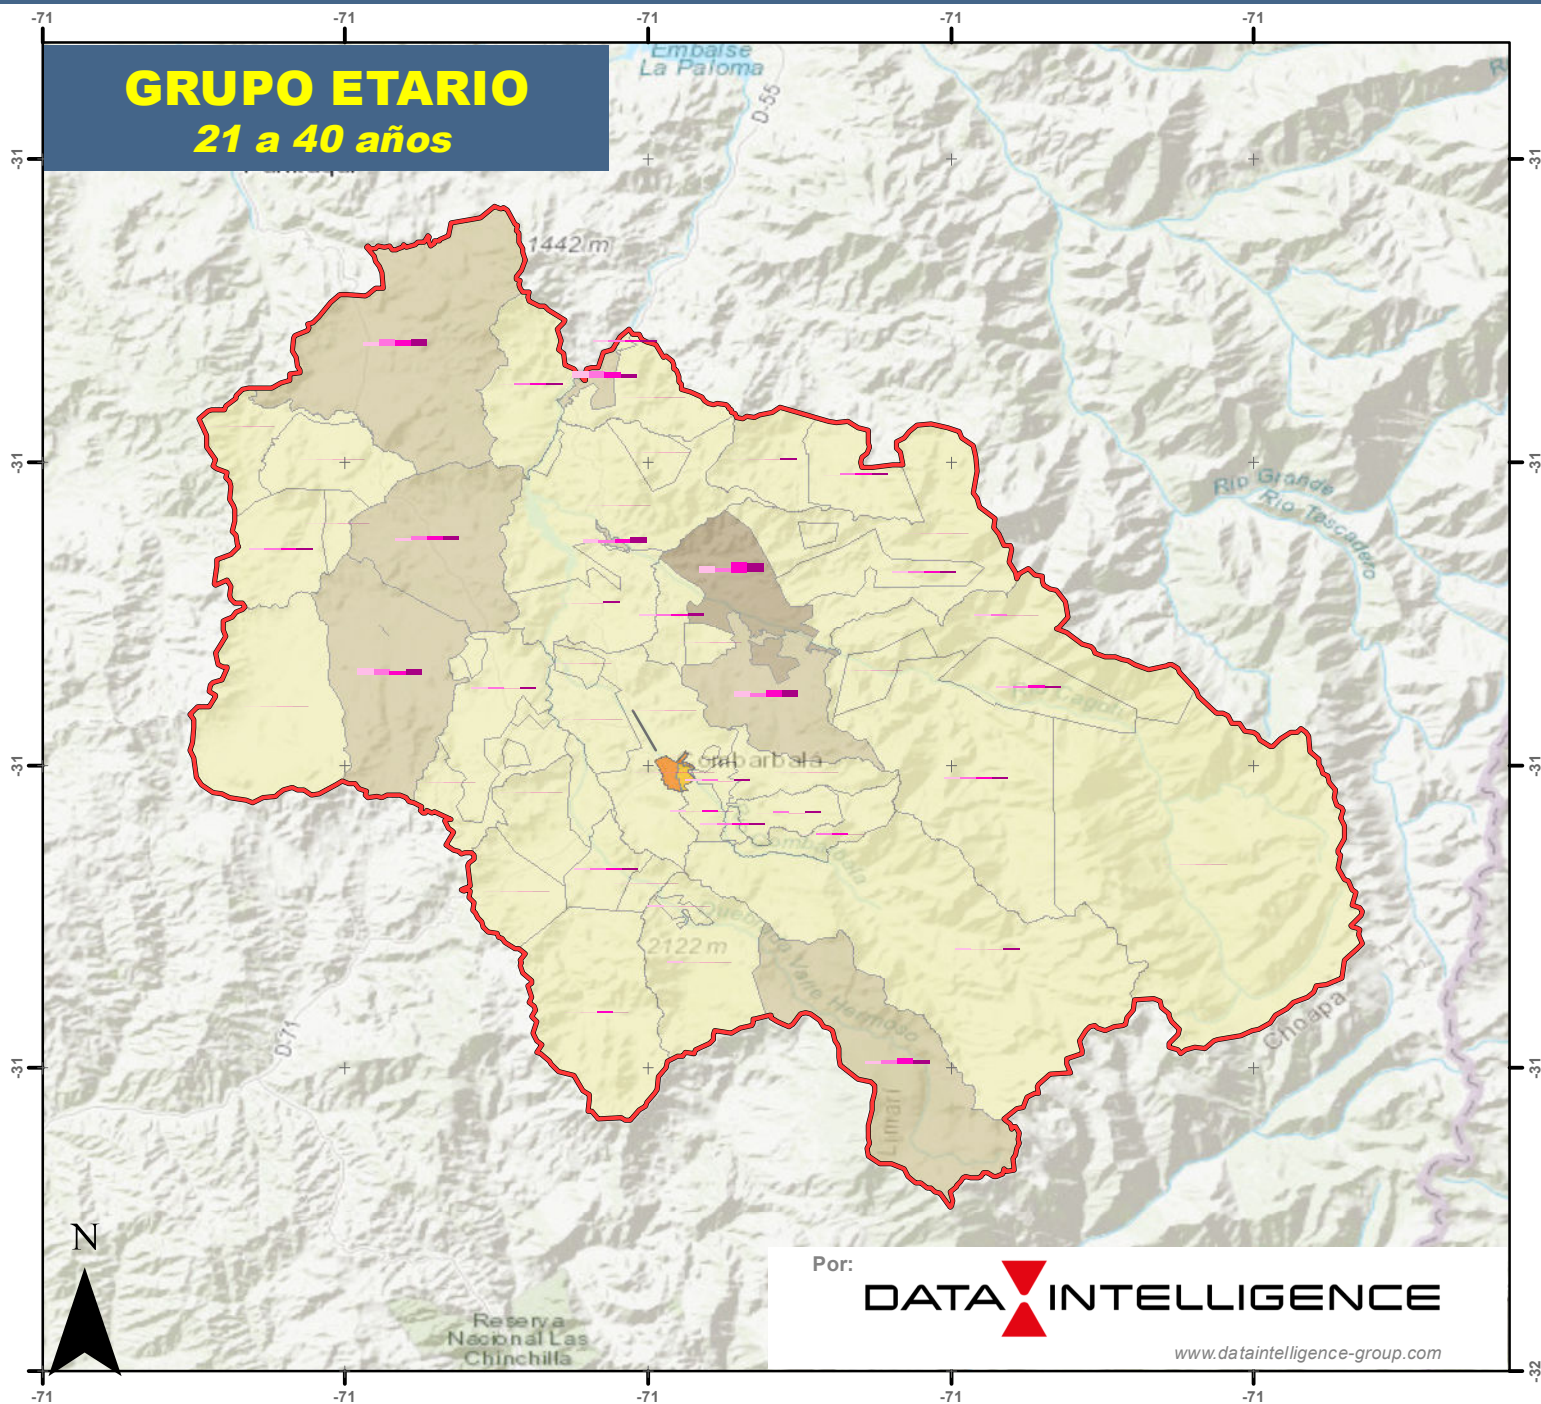 -71 -71 -71 -71 -71
Embalse
La Paloma
D-55
GRUPO ETARIO
21 a 40 años
-31
-31
1442 m
-31
-31
Río Grande
Río Tascadero
Combarbalá
-31
-31
2122 m
Valle Hermoso
D-71
Choapa
-31
-31
Limarí
N
Por:
DATA INTELLIGENCE
www.dataintelligence-group.com
Reserva
Nacional Las
Chinchilla
-32
-71 -71 -71 -71 -71